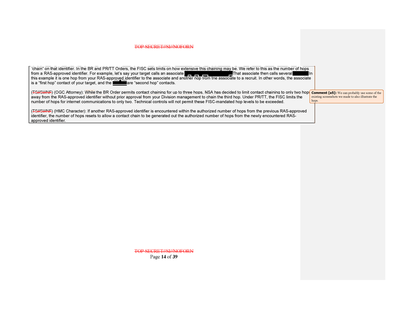 TOP SECRET//SI//NOFORN
"chain" on that identifier. In the BR and PR/TT Orders, the FISC sets limits on how extensive this chaining may be. We refer to this as the number of hops
from a RAS-approved identifier. For example, let's say your target calls an associate that associate then calls several in
this example it is one hop from your RAS-approved identifier to the associate and another hop from the associate to a recruit. In other words, the associate
is a "first hop" contact of your target, and the are "second hop" contacts.
(TS//SI//NF) (OGC Attorney): While the BR Order permits contact chaining for up to three hops, NSA has decided to limit contact chaining to only two hops
away from the RAS-approved identifier without prior approval from your Division management to chain the third hop. Under PR/TT, the FISC limits the
number of hops for internet communications to only two. Technical controls will not permit these FISC-mandated hop levels to be exceeded.
(TS//SI//NF) (HMC Character): If another RAS-approved identifier is encountered within the authorized number of hops from the previous RAS-approved
identifier, the number of hops resets to allow a contact chain to be generated out the authorized number of hops from the newly encountered RAS-
approved identifier.
Comment [a5]: We can probably use some of the
existing screenshots we made to also illustrate the
hops
TOP SECRET//SI//NOFORN
Page 14 of 39